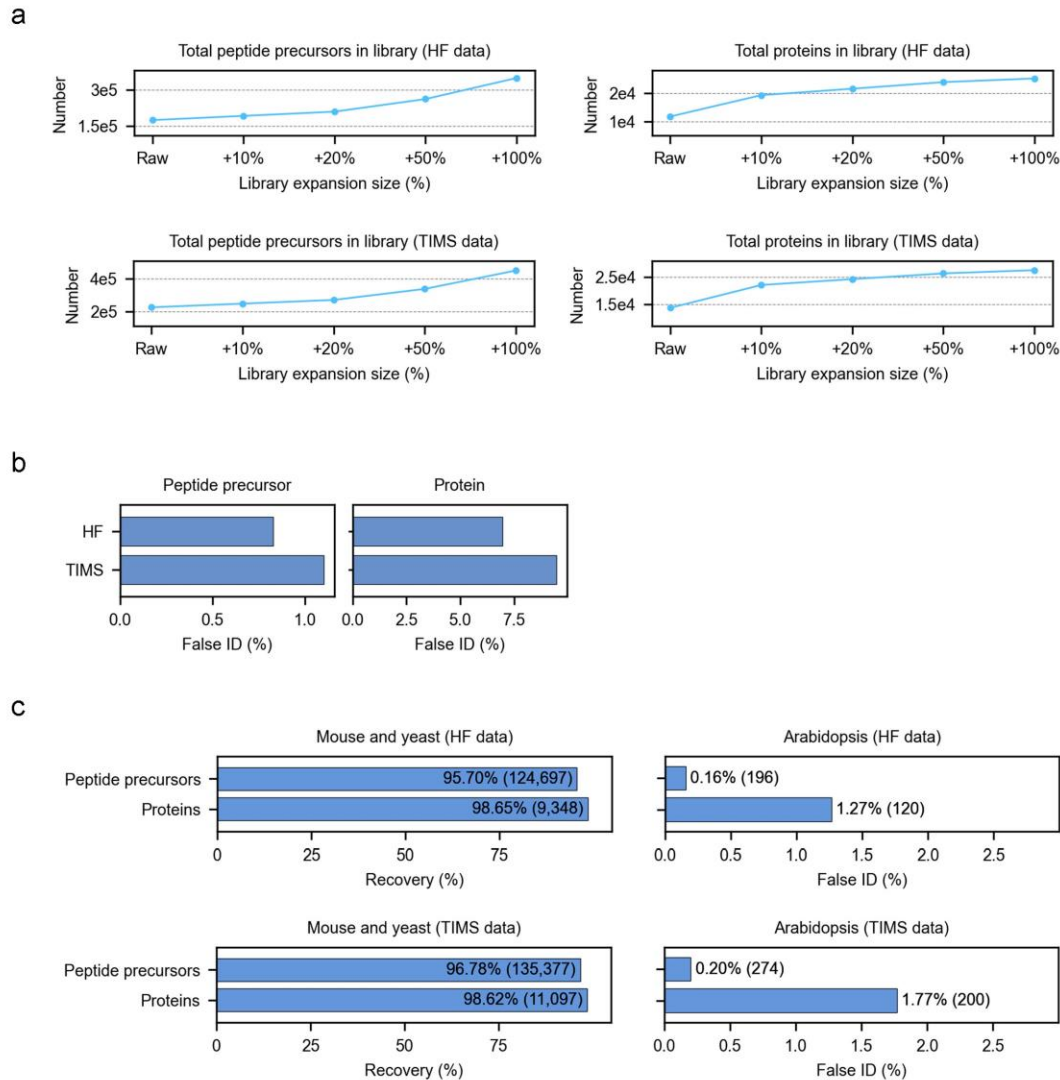 a
Total peptide precursors in library (HF data)
Number
3e5
1.5e5
Raw +10% +20% +50% +100%
Library expansion size (%)
Total proteins in library (HF data)
Number
2e4
1e4
Raw +10% +20% +50% +100%
Library expansion size (%)
Total peptide precursors in library (TIMS data)
Number
4e5
2e5
Raw +10% +20% +50% +100%
Library expansion size (%)
Total proteins in library (TIMS data)
Number
2.5e4
1.5e4
Raw +10% +20% +50% +100%
Library expansion size (%)
b
Peptide precursor
HF
TIMS
0.0 0.5 1.0
False ID (%)
Protein
0.0 2.5 5.0 7.5
False ID (%)
c
Mouse and yeast (HF data)
Peptide precursors 95.70% (124,697)
Proteins 98.65% (9,348)
0 25 50 75
Recovery (%)
Arabidopsis (HF data)
0.16% (196)
1.27% (120)
0.0 0.5 1.0 1.5 2.0 2.5
False ID (%)
Mouse and yeast (TIMS data)
Peptide precursors 96.78% (135,377)
Proteins 98.62% (11,097)
0 25 50 75
Recovery (%)
Arabidopsis (TIMS data)
0.20% (274)
1.77% (200)
0.0 0.5 1.0 1.5 2.0 2.5
False ID (%)